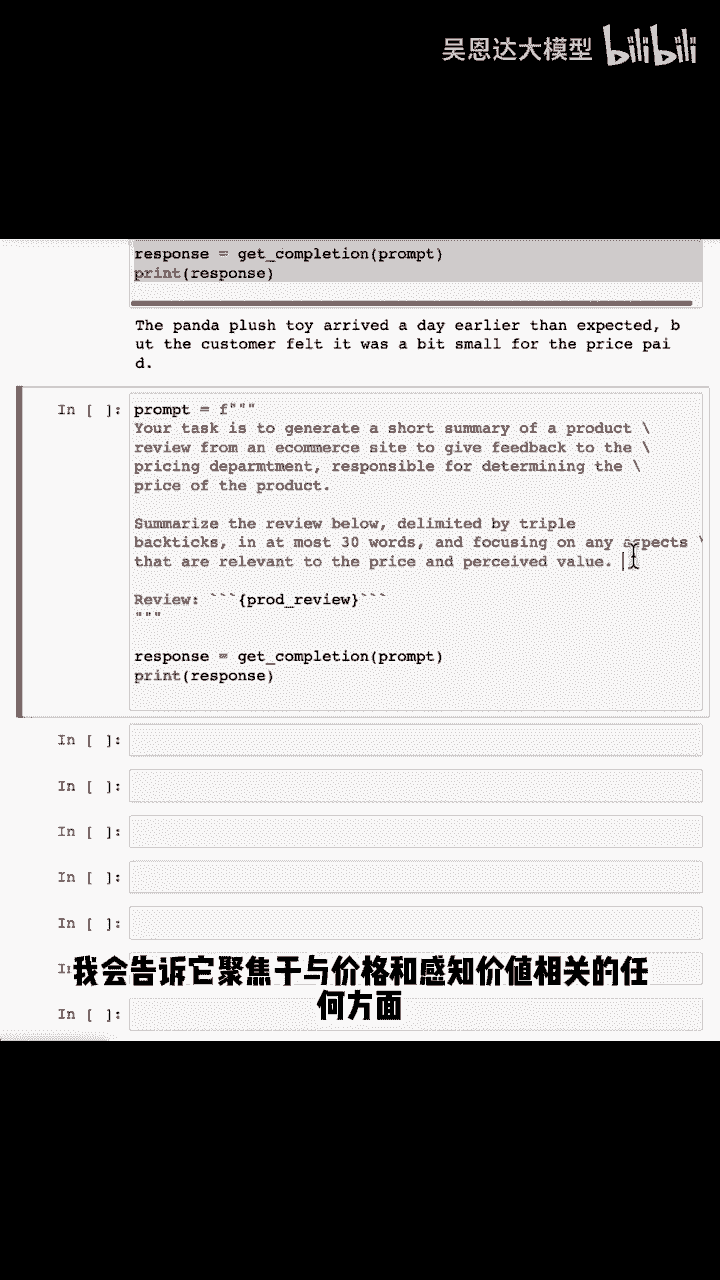 吴恩达大模型 bilibili
response = get_completion(prompt)
print(response)
The panda plush toy arrived a day earlier than expected, b
ut the customer felt it was a bit small for the price pai
d.
In [ ]: prompt = f"""
Your task is to generate a short summary of a product \
review from an ecommerce site to give feedback to the \
pricing deparmtment, responsible for determining the \
price of the product.
Summarize the review below, delimited by triple
backticks, in at most 30 words, and focusing on any aspects \
that are relevant to the price and perceived value.
Review: ```{prod_review}```
"""
response = get_completion(prompt)
print(response)
In [ ]:
In [ ]:
In [ ]:
In [ ]:
In [ ]:
我会告诉它聚焦于与价格和感知价值相关的任
何方面
In [ ]: